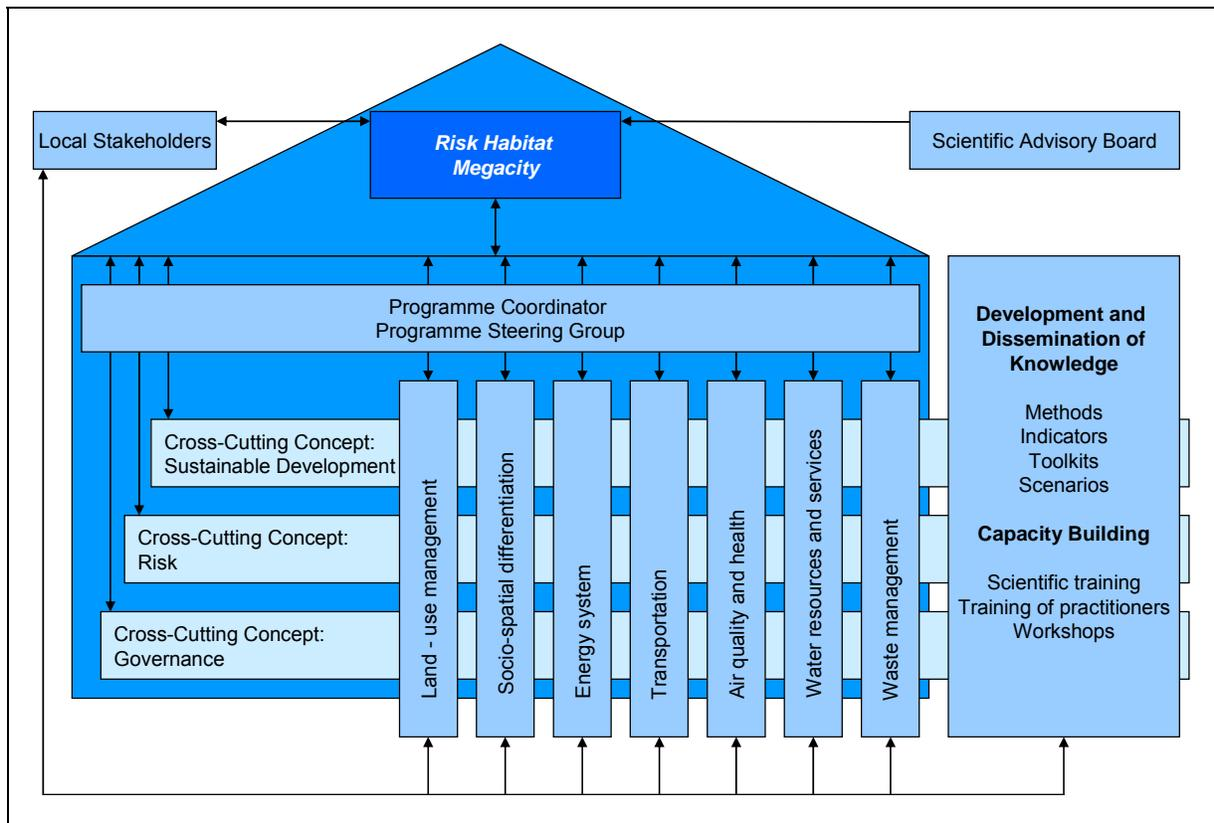 Local Stakeholders
Risk Habitat
Megacity
Scientific Advisory Board
Programme Coordinator
Programme Steering Group
Cross-Cutting Concept:
Sustainable Development
Cross-Cutting Concept:
Risk
Cross-Cutting Concept:
Governance
Land - use management
Socio-spatial differentiation
Energy system
Transportation
Air quality and health
Water resources and services
Waste management
Development and
Dissemination of
Knowledge
Methods
Indicators
Toolkits
Scenarios
Capacity Building
Scientific training
Training of practitioners
Workshops